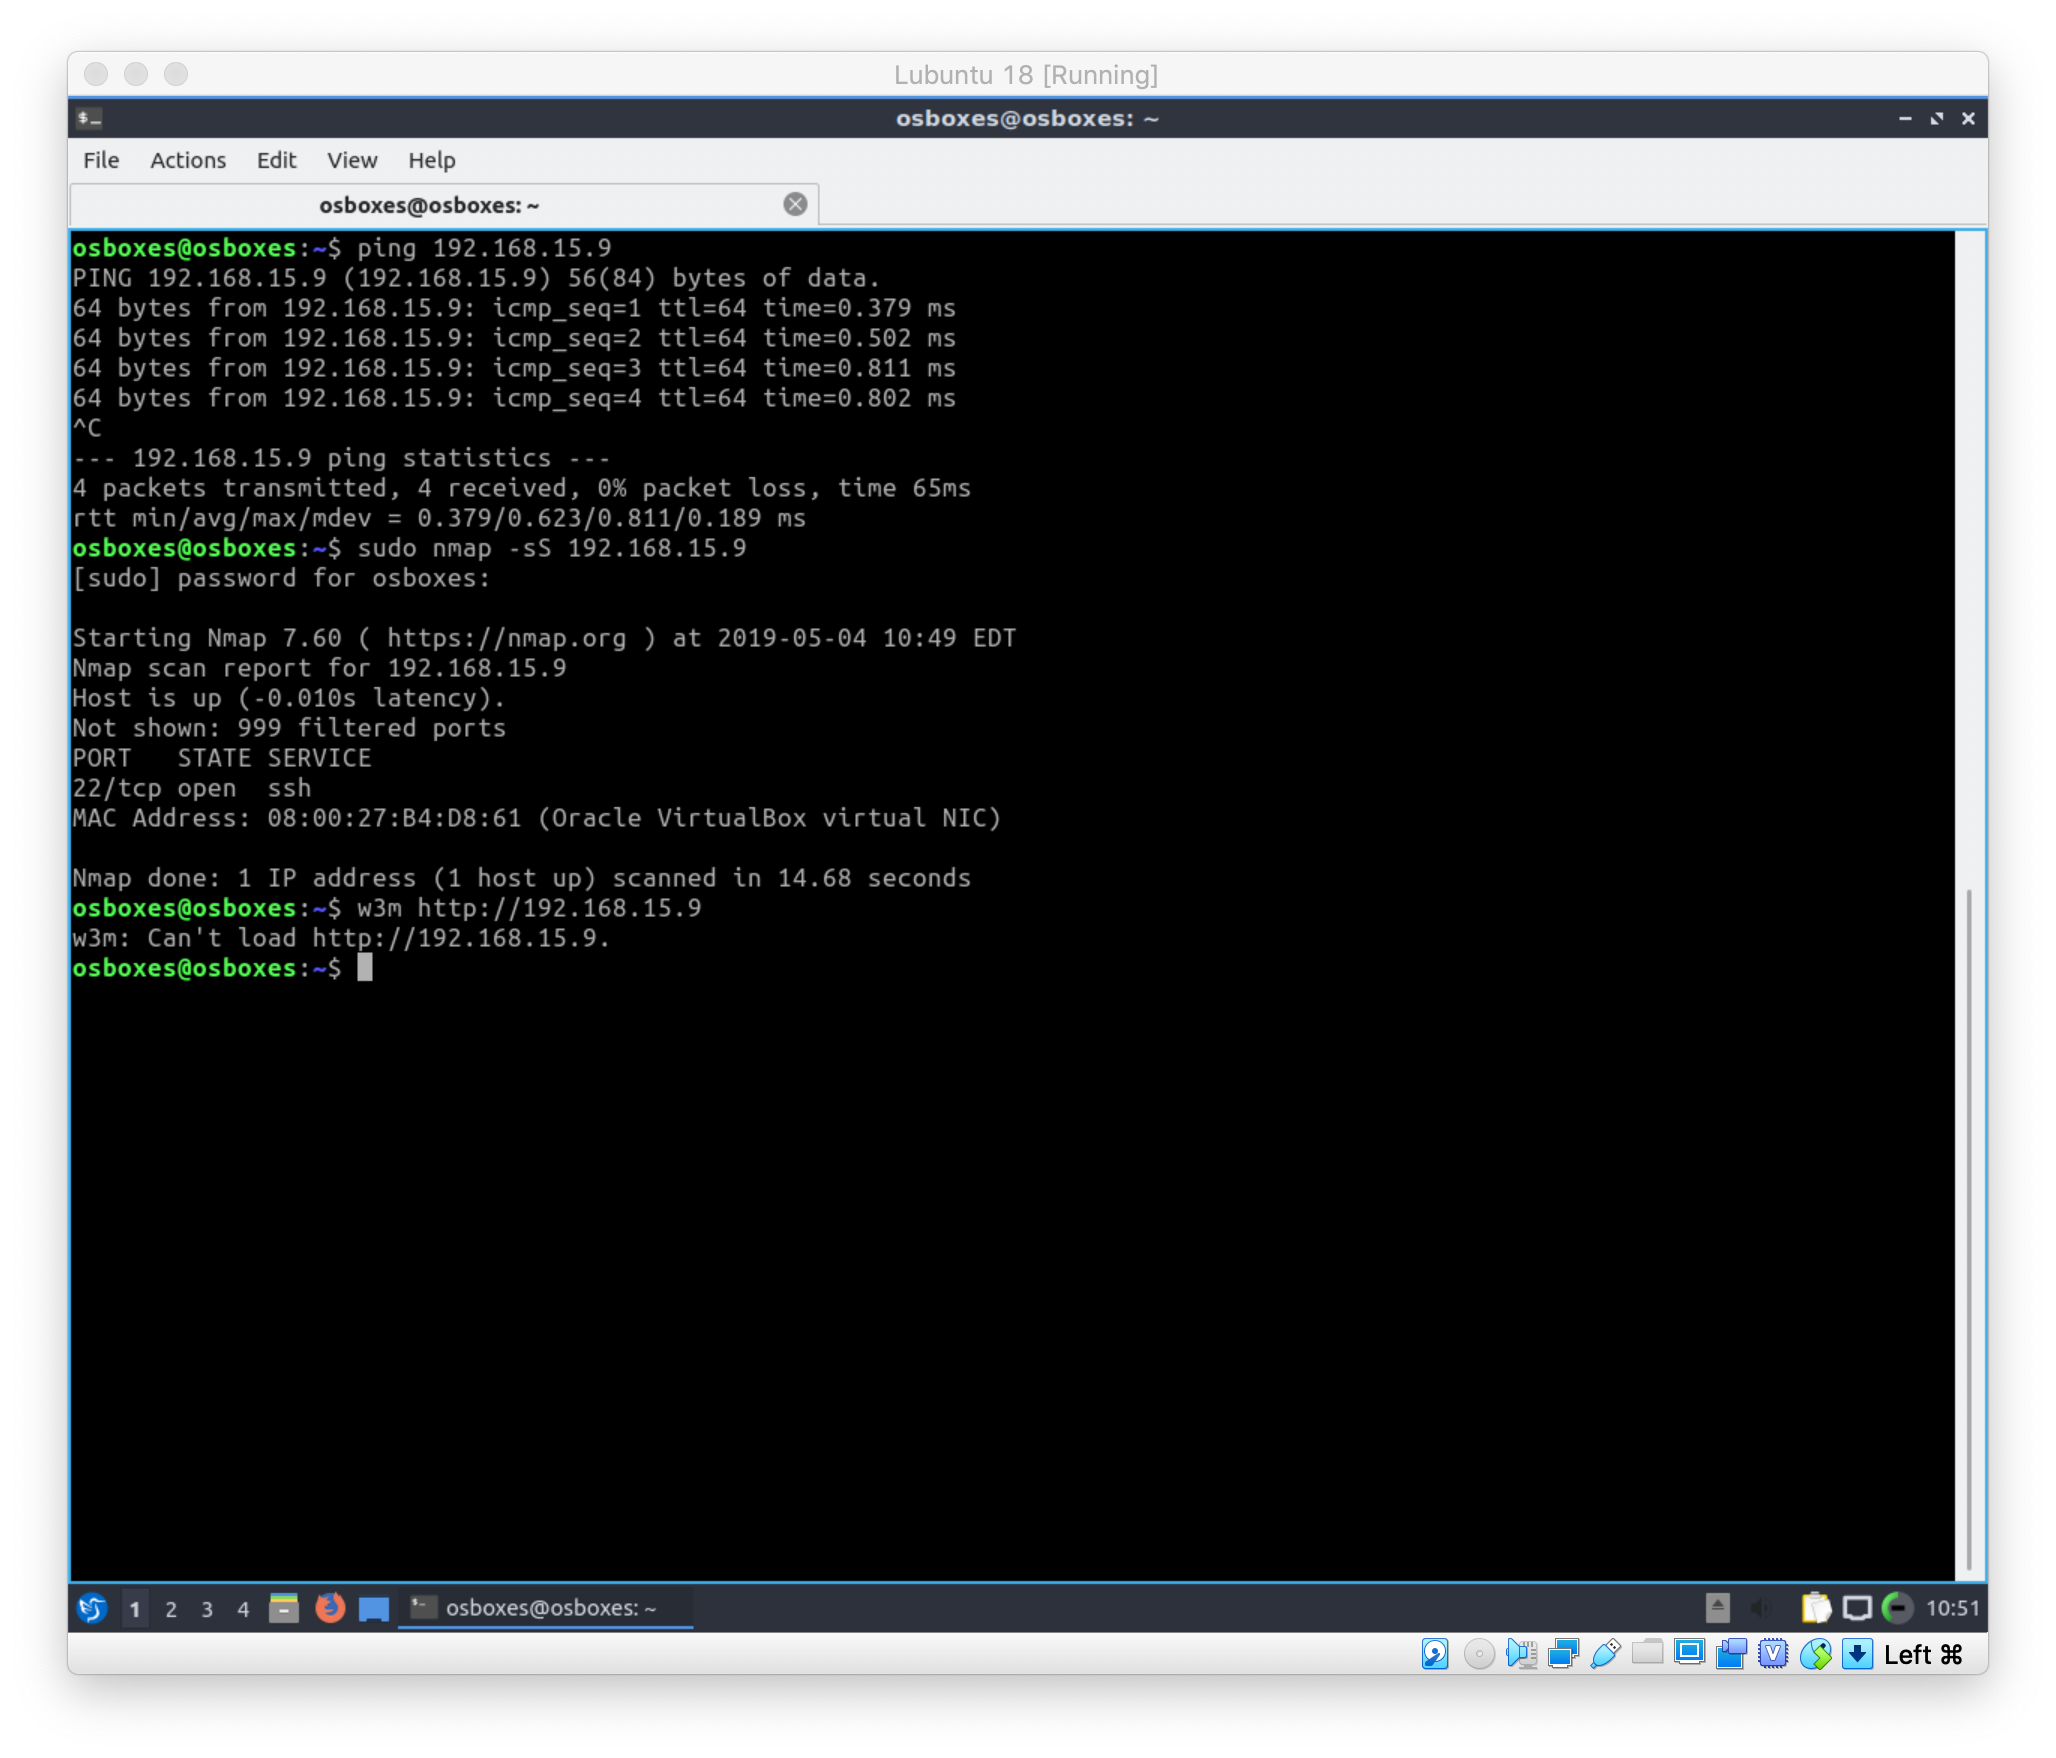 Lubuntu 18 [Running]
osboxes@osboxes: ~
File Actions Edit View Help
osboxes@osboxes: ~
osboxes@osboxes:~$ ping 192.168.15.9
PING 192.168.15.9 (192.168.15.9) 56(84) bytes of data.
64 bytes from 192.168.15.9: icmp_seq=1 ttl=64 time=0.379 ms
64 bytes from 192.168.15.9: icmp_seq=2 ttl=64 time=0.502 ms
64 bytes from 192.168.15.9: icmp_seq=3 ttl=64 time=0.811 ms
64 bytes from 192.168.15.9: icmp_seq=4 ttl=64 time=0.802 ms
^C
--- 192.168.15.9 ping statistics ---
4 packets transmitted, 4 received, 0% packet loss, time 65ms
rtt min/avg/max/mdev = 0.379/0.623/0.811/0.189 ms
osboxes@osboxes:~$ sudo nmap -sS 192.168.15.9
[sudo] password for osboxes:
Starting Nmap 7.60 ( https://nmap.org ) at 2019-05-04 10:49 EDT
Nmap scan report for 192.168.15.9
Host is up (-0.010s latency).
Not shown: 999 filtered ports
PORT   STATE SERVICE
22/tcp open  ssh
MAC Address: 08:00:27:B4:D8:61 (Oracle VirtualBox virtual NIC)
Nmap done: 1 IP address (1 host up) scanned in 14.68 seconds
osboxes@osboxes:~$ w3m http://192.168.15.9
w3m: Can't load http://192.168.15.9.
osboxes@osboxes:~$
1 2 3 4 osboxes@osboxes: ~ 10:51
Left ⌘